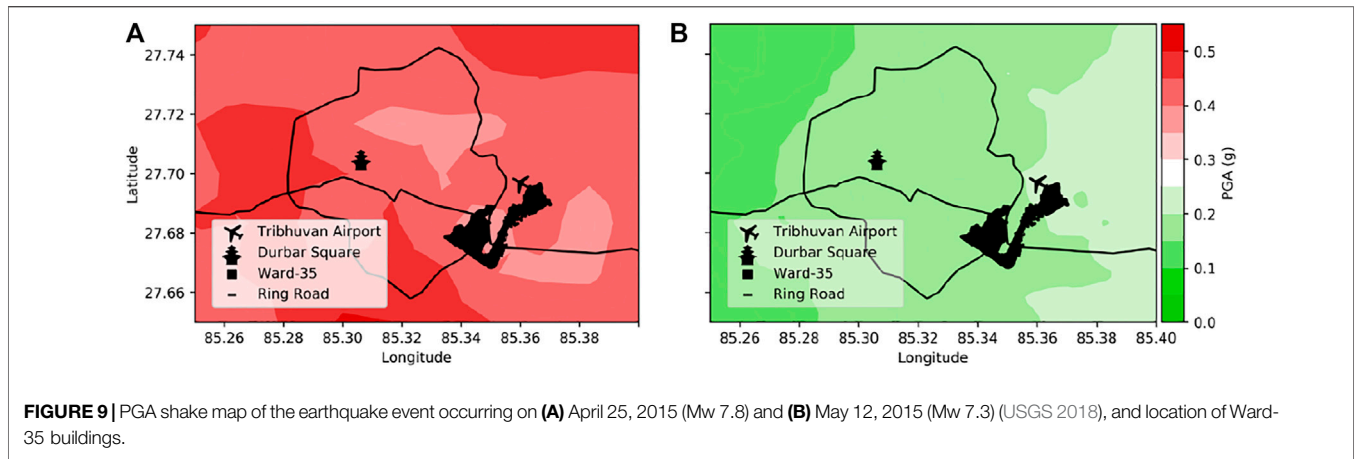 A
B
27.74
27.72
27.70
27.68
27.66
Latitude
Tribhuvan Airport
Durbar Square
Ward-35
Ring Road
85.26 85.28 85.30 85.32 85.34 85.36 85.38
Longitude
Tribhuvan Airport
Durbar Square
Ward-35
Ring Road
85.26 85.28 85.30 85.32 85.34 85.36 85.38 85.40
Longitude
0.5
0.4
0.3
0.2
0.1
0.0
PGA (g)
FIGURE 9 | PGA shake map of the earthquake event occurring on (A) April 25, 2015 (Mw 7.8) and (B) May 12, 2015 (Mw 7.3) (USGS 2018), and location of Ward-
35 buildings.